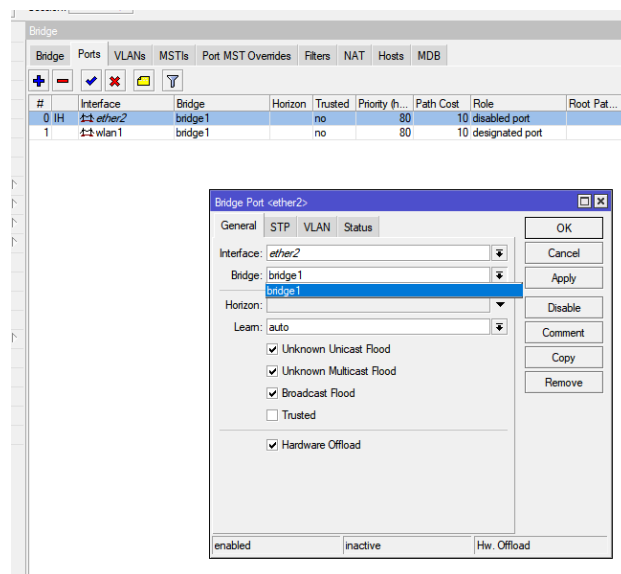 Bridge
Bridge Ports VLANs MSTIs Port MST Overrides Filters NAT Hosts MDB
# Interface Bridge Horizon Trusted Priority (h... Path Cost Role Root Pat...
0 IH ether2 bridge1 no 80 10 disabled port
1 wlan1 bridge1 no 80 10 designated port
Bridge Port <ether2>
General STP VLAN Status
OK
Interface: ether2
Cancel
Bridge: bridge1
Apply
bridge1
Horizon:
Disable
Learn: auto
Comment
Unknown Unicast Flood
Copy
Unknown Multicast Flood
Remove
Broadcast Flood
Trusted
Hardware Offload
enabled inactive Hw. Offload